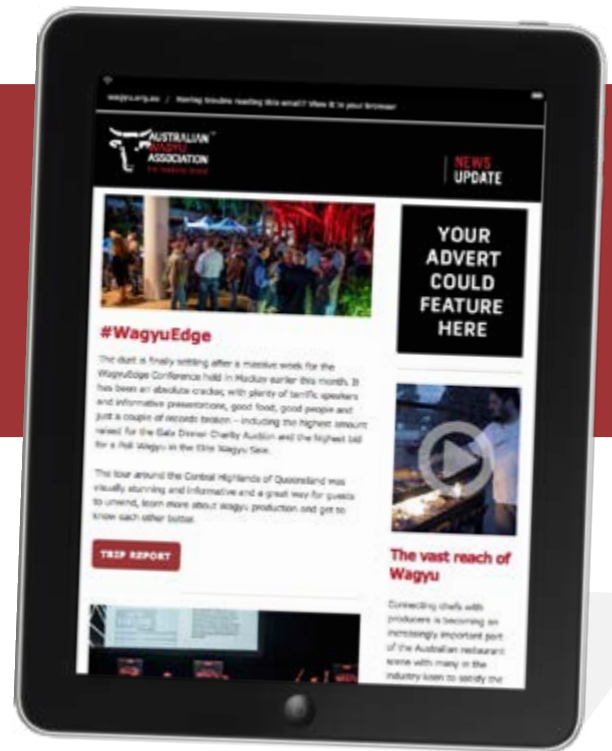 wagyu.org.au / Having trouble reading this email? View it in your browser
AUSTRALIAN
WAGYU
ASSOCIATION
NEWS
UPDATE
#WagyuEdge
The dust is finally settling after a massive week for the
WagyuEdge Conference held in Mackay earlier this month. It
has been an absolute cracker, with plenty of terrific speakers
and informative presentations, good food, good people and
just a couple of records broken – including the highest amount
raised for the Gala Dinner Charity Auction and the highest bid
for a Poll Wagyu in the Elite Wagyu Sale.
The tour around the Central Highlands of Queensland was
visually stunning and informative and a great way for guests
to unwind, learn more about wagyu production and get to
know each other better.
TRIP REPORT
YOUR
ADVERT
COULD
FEATURE
HERE
The vast reach of
Wagyu
Connecting chefs with
producers is becoming an
increasingly important part
of the Australian restaurant
scene with many in the
industry keen to satisfy the